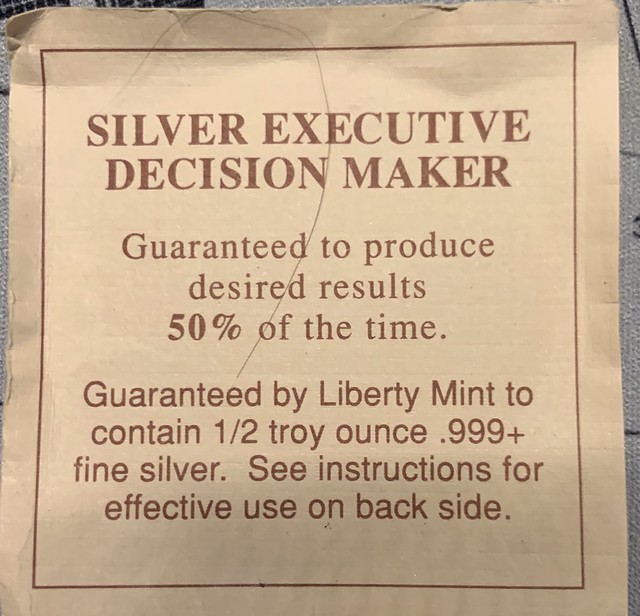 SILVER EXECUTIVE
DECISION MAKER
Guaranteed to produce
desired results
50% of the time.
Guaranteed by Liberty Mint to
contain 1/2 troy ounce .999+
fine silver. See instructions for
effective use on back side.